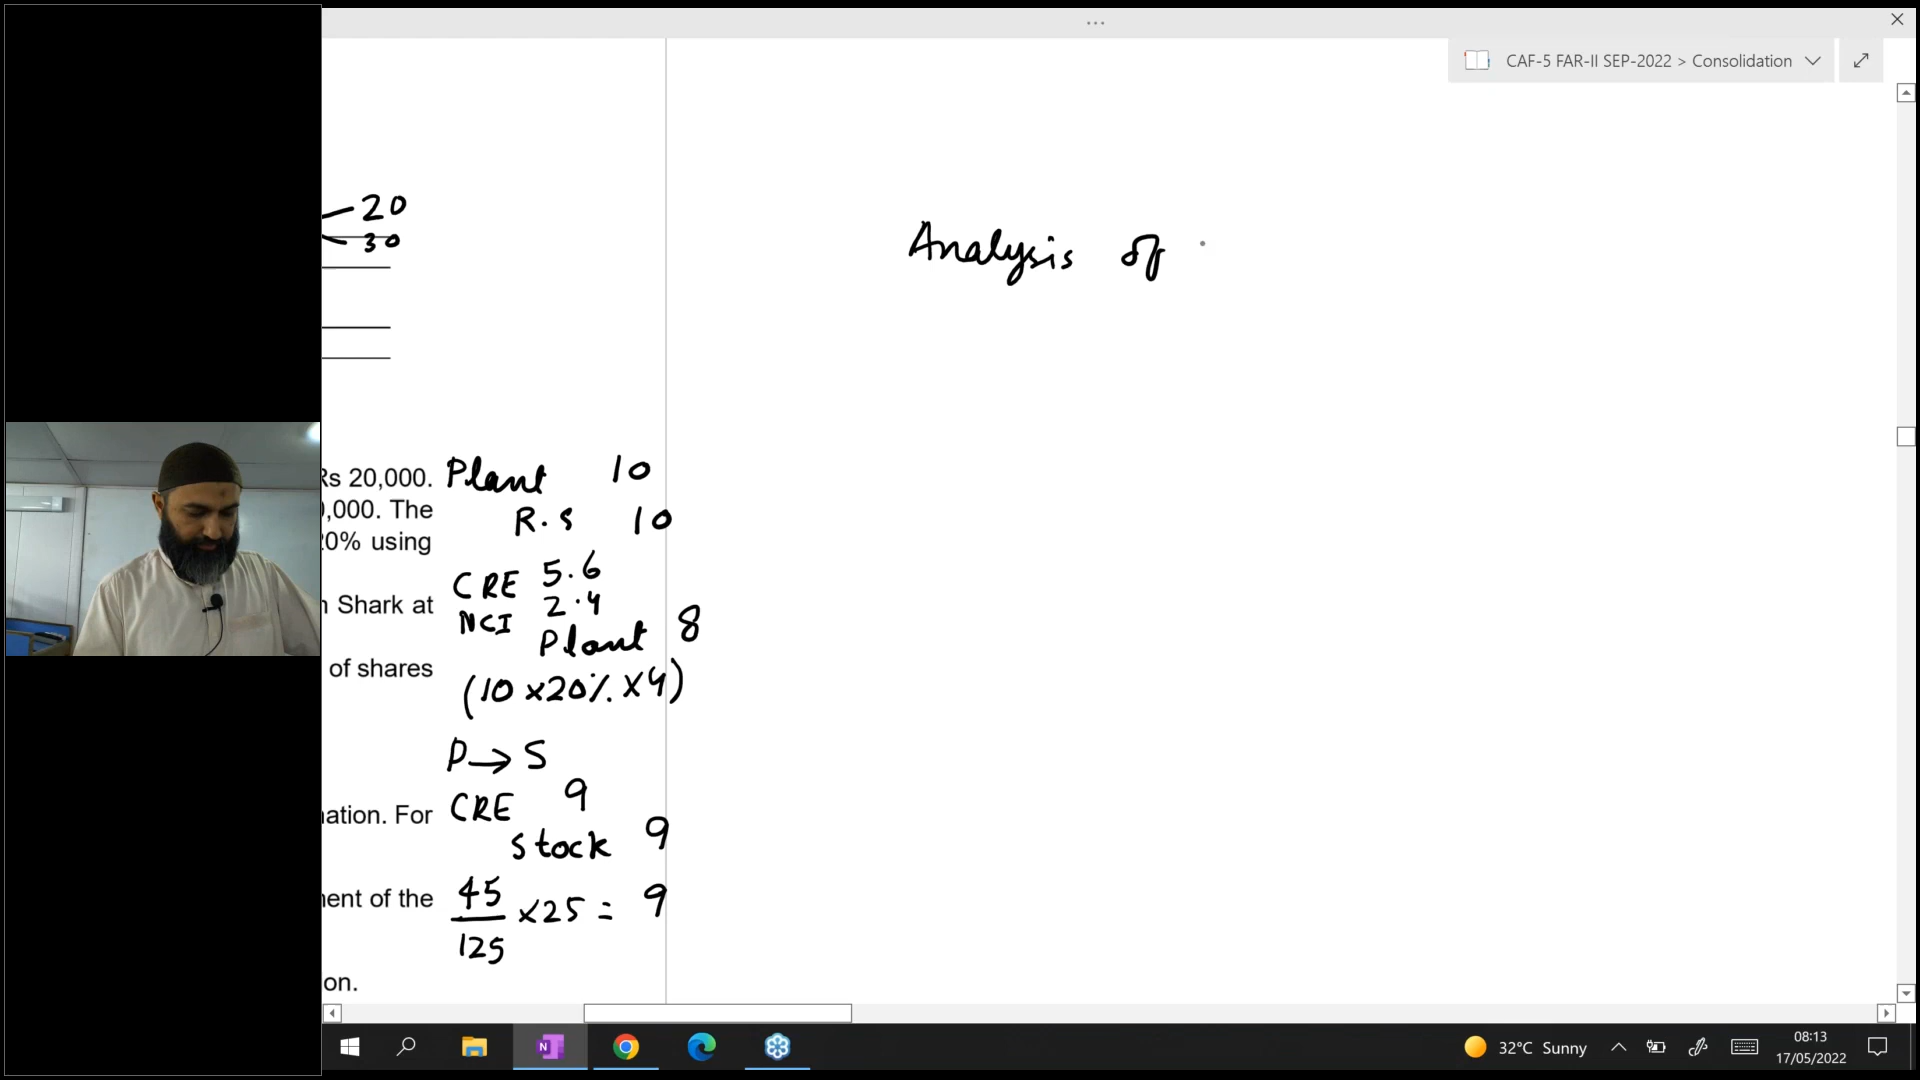 CAF-5 FAR-II SEP-2022 > Consolidation
20
30
Analysis of
Rs 20,000.
,000. The
20% using
Shark at
of shares
ation. For
ent of the
on.
Plant 10
R.S 10
CRE 5.6
NCI 2.4
Plant 8
(10 x20% x4)
P→S
CRE 9
Stock 9
45/125 x25 = 9
32°C Sunny
08:13
17/05/2022